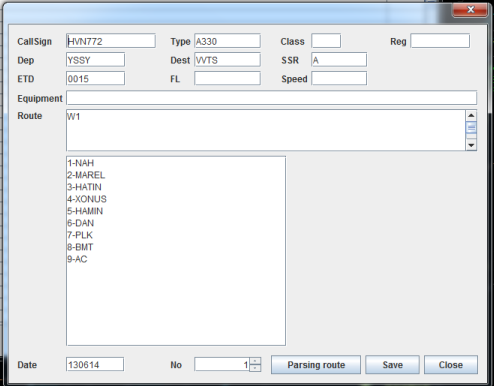 CallSign HVN772 Type A330 Class Reg
Dep YSSY Dest VVTS SSR A
ETD 0015 FL Speed
Equipment
Route W1
1-NAH
2-MAREL
3-HATIN
4-XONUS
5-HAMIN
6-DAN
7-PLK
8-BMT
9-AC
Date 130614 No 1 Parsing route Save Close